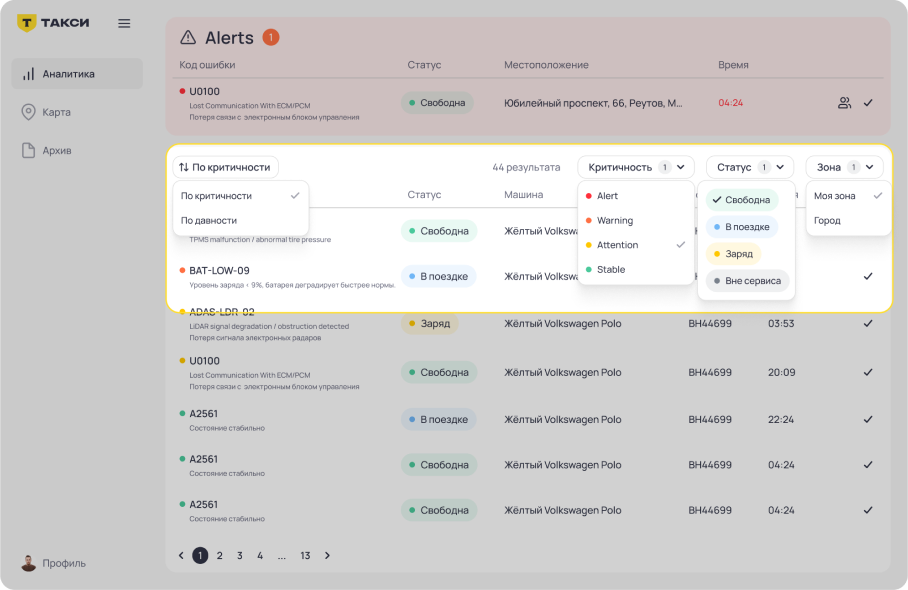 ТАКСИ
Аналитика
Карта
Архив
Профиль
Alerts 1
Код ошибки Статус Местоположение Время
U0100
Lost Communication With ECM/PCM
Потеря связи с электронным блоком управления
Свободна Юбилейный проспект, 66, Реутов, М... 04:24
По критичности 44 результата Критичность 1 Статус 1 Зона 1
По критичности
По давности
Статус Машина
Alert
Warning
Attention
Stable
Свободна
В поездке
Заряд
Вне сервиса
Моя зона
Город
TPMS malfunction / abnormal tire pressure
Свободна Жёлтый Volkswa
BAT-LOW-09
Уровень заряда < 9%, батарея деградирует быстрее нормы.
В поездке Жёлтый Volkswa
ADAS-LDR-02
LiDAR signal degradation / obstruction detected
Потеря сигнала электронных радаров
Заряд Жёлтый Volkswagen Polo BH44699 03:53
U0100
Lost Communication With ECM/PCM
Потеря связи с электронным блоком управления
Свободна Жёлтый Volkswagen Polo BH44699 20:09
A2561
Состояние стабильно
В поездке Жёлтый Volkswagen Polo BH44699 22:24
A2561
Состояние стабильно
Свободна Жёлтый Volkswagen Polo BH44699 04:24
A2561
Состояние стабильно
Свободна Жёлтый Volkswagen Polo BH44699 04:24
1 2 3 4 ... 13